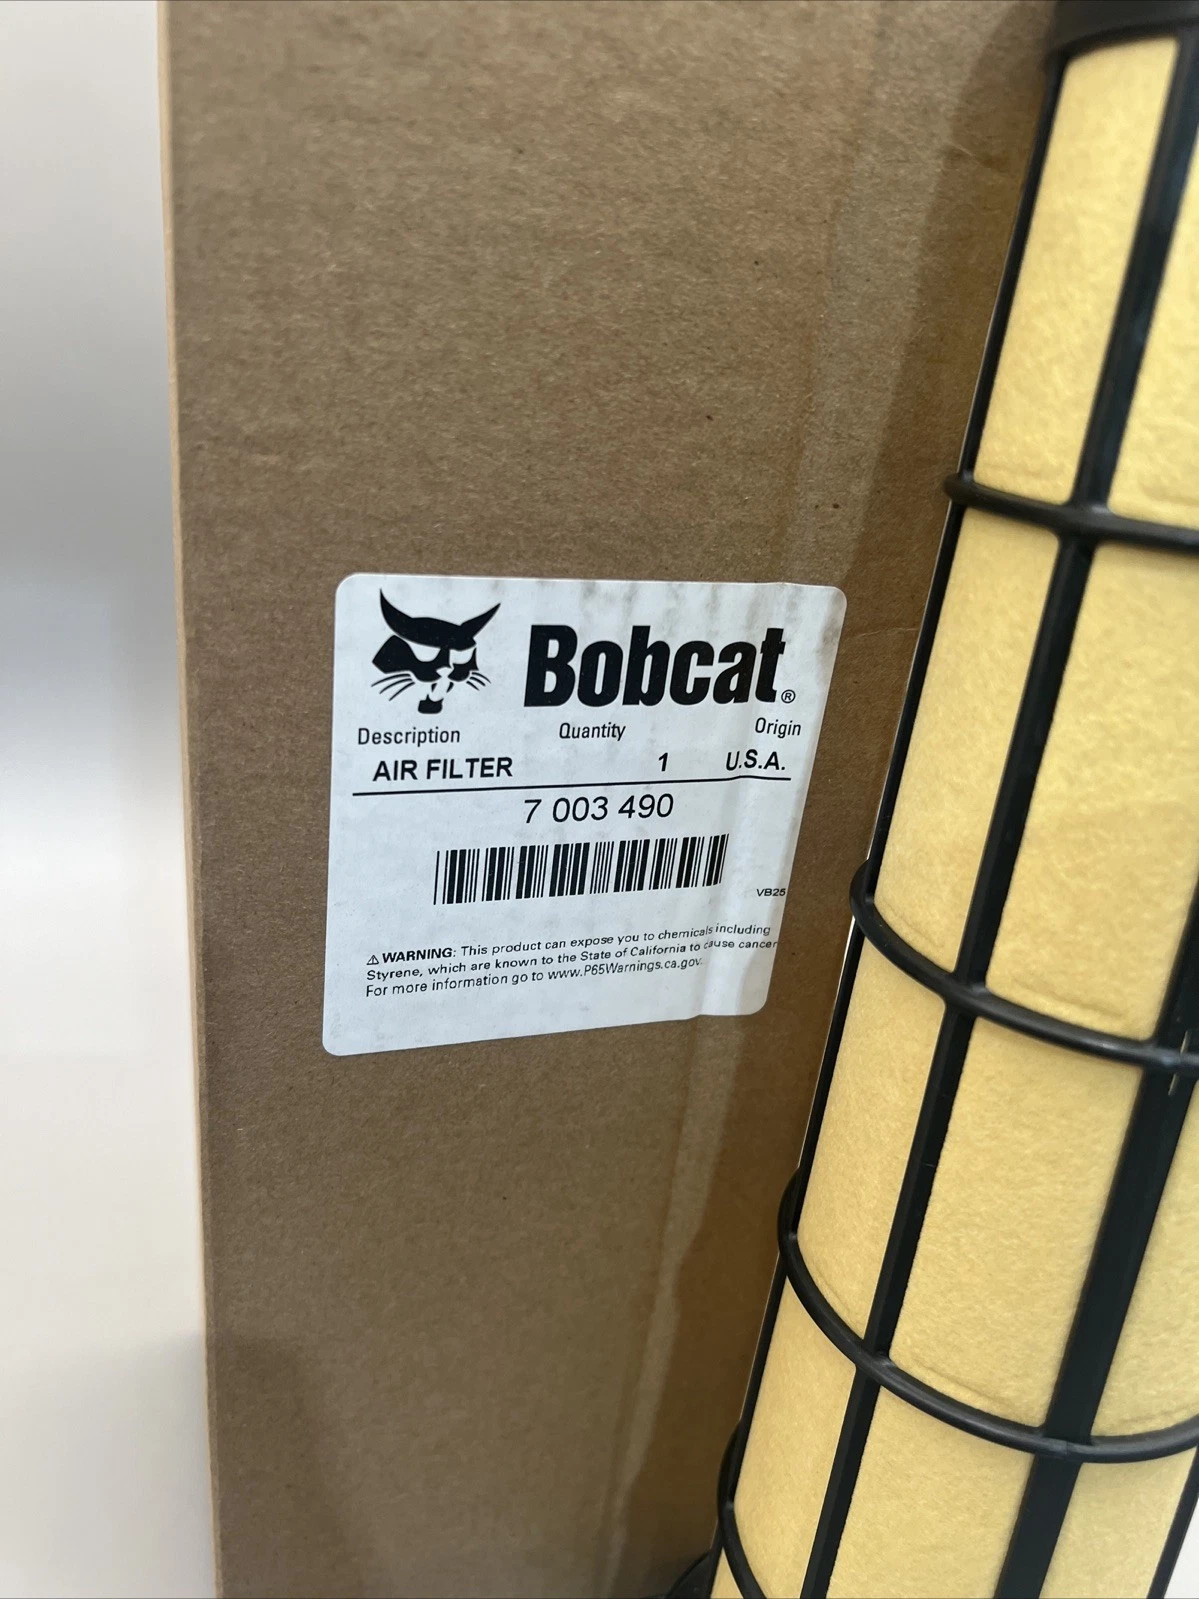 Bobcat®
Description Quantity Origin
AIR FILTER 1 U.S.A.
7 003 490
VB25
⚠ WARNING: This product can expose you to chemicals including
Styrene, which are known to the State of California to cause cancer
For more information go to www.P65Warnings.ca.gov.